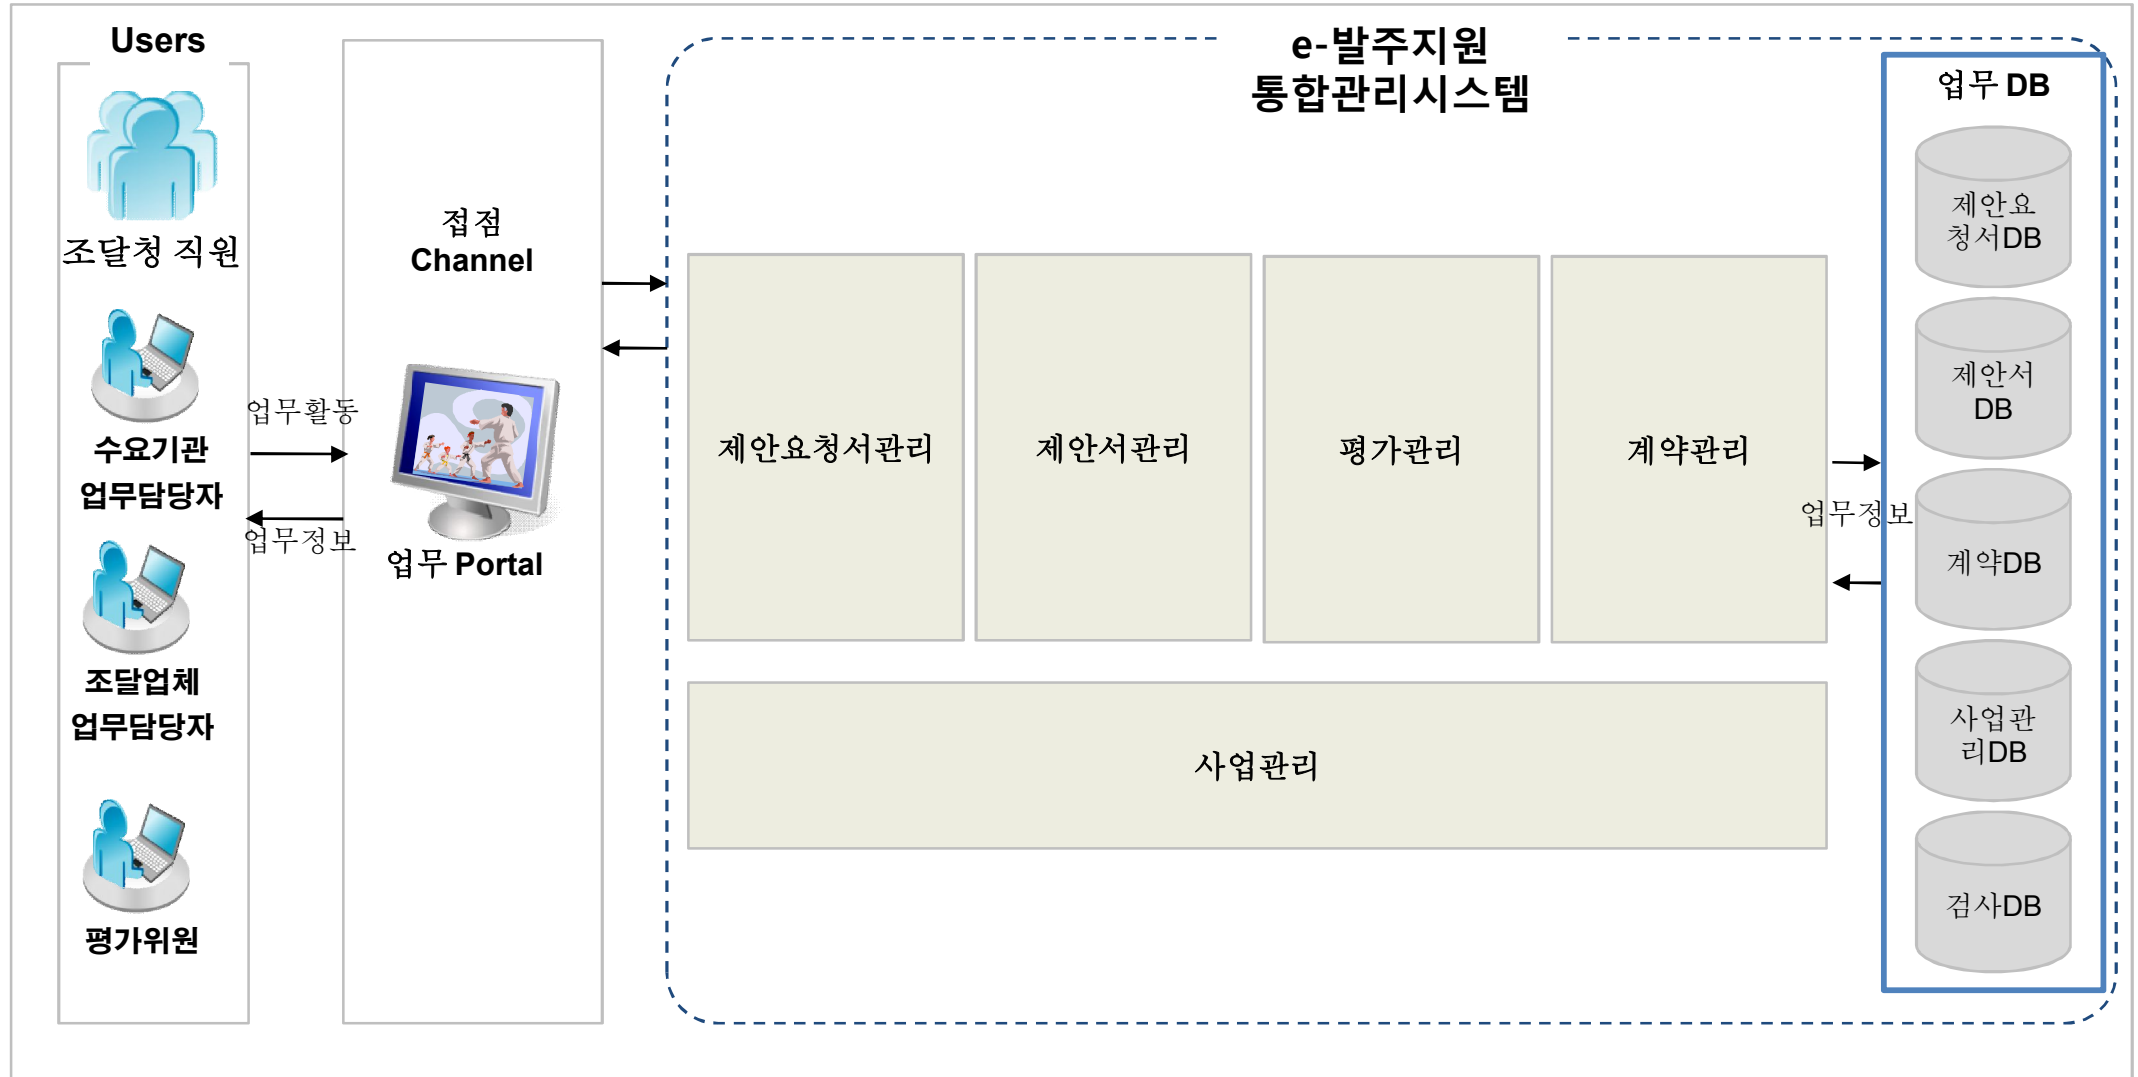 Users
조달청 직원
수요기관
업무담당자
조달업체
업무담당자
평가위원
업무활동
업무정보
접점
Channel
업무 Portal
e-발주지원
통합관리시스템
제안요청서관리
제안서관리
평가관리
계약관리
사업관리
업무정보
업무 DB
제안요
청서DB
제안서
DB
계약DB
사업관
리DB
검사DB